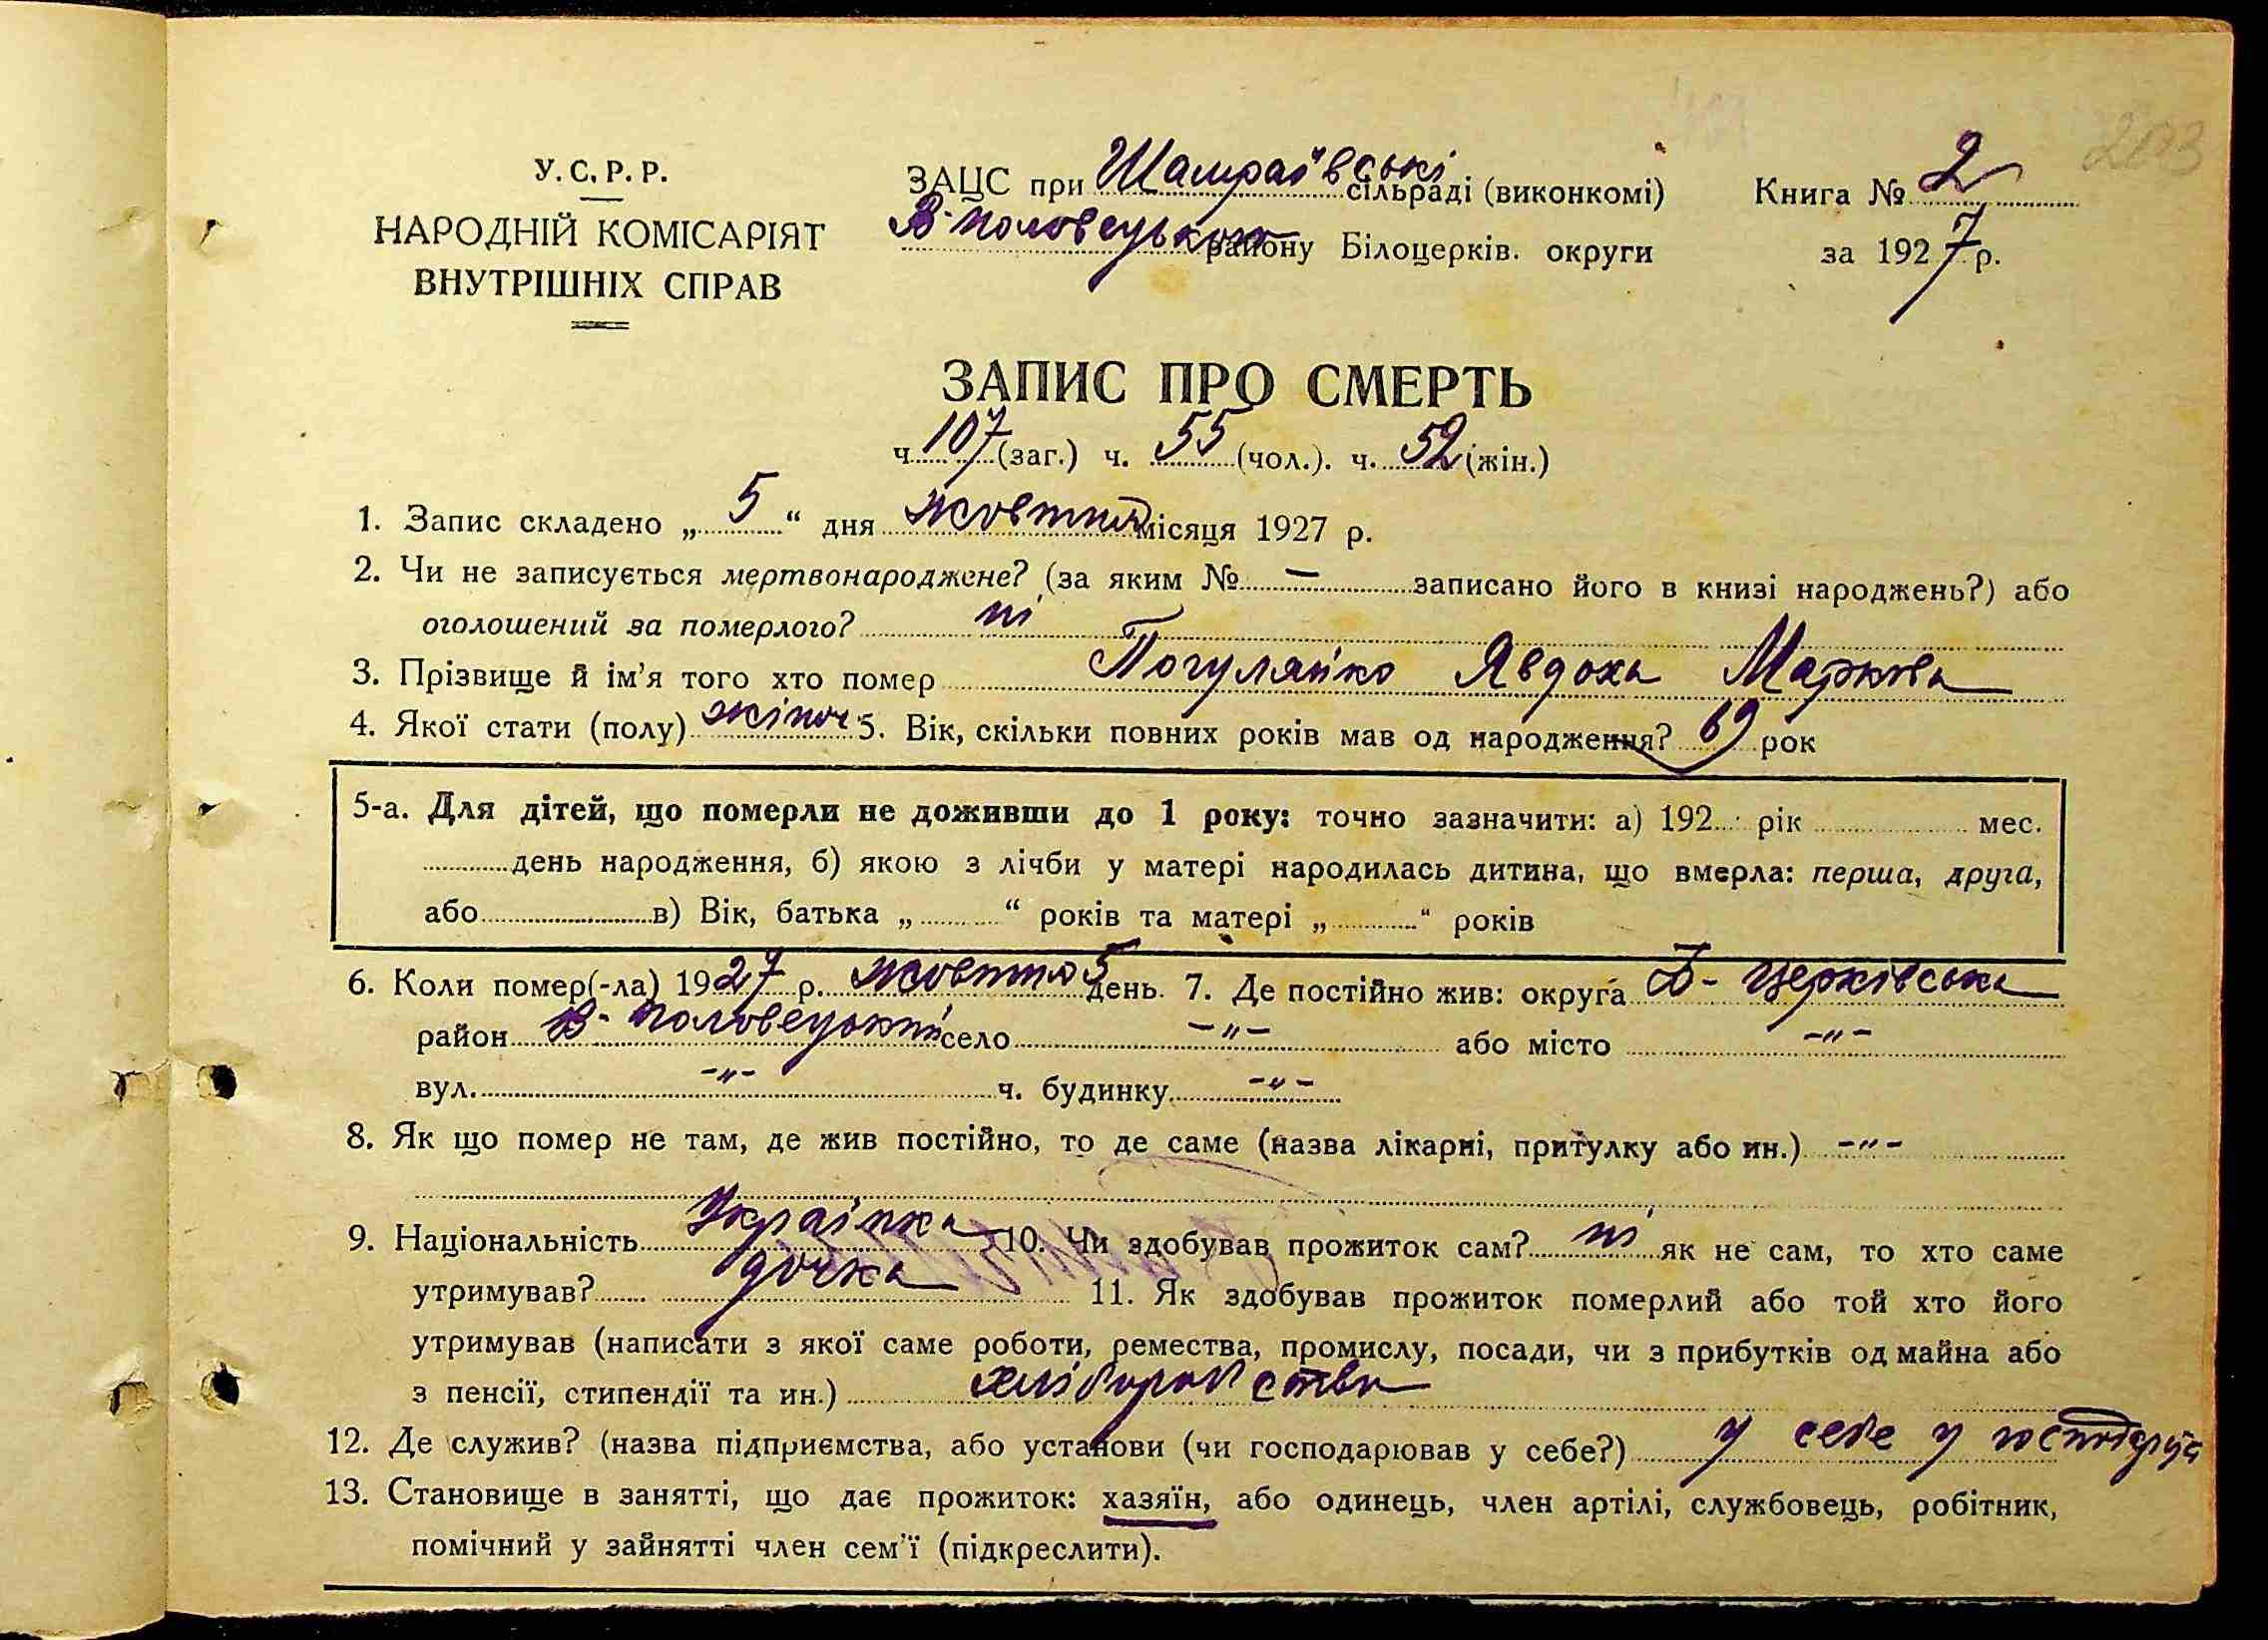 203
У.С.Р.Р.
НАРОДНІЙ КОМІСАРІЯТ
ВНУТРІШНІХ СПРАВ
ЗАЦС при Шамраївські сільраді (виконкомі)
В-Половецького району Білоцерків. округи
Книга № 2
за 1927 р.
ЗАПИС ПРО СМЕРТЬ
ч 107 (заг.) ч. 55 (чол.). ч. 52 (жін.)
1. Запис складено „ 5 “ дня жовтня місяця 1927 р.
2. Чи не записується мертвонароджене? (за яким № — записано його в книзі народжень?) або
оголошений за померлого? ні
3. Прізвище й ім’я того хто помер Погуляйко Явдоха Маркова
4. Якої стати (полу) жіноч 5. Вік, скільки повних років мав од народження? 69 рок
5-а. Для дітей, що померли не доживши до 1 року: точно зазначити: а) 192 рік мес.
день народження, б) якою з лічби у матері народилась дитина, що вмерла: перша, друга,
або в) Вік, батька „ “ років та матері „ “ років
6. Коли помер(-ла) 1927 р. жовтня 5 день. 7. Де постійно жив: округа Б-Церківська
район В-Половецький село -„- або місто -„-
вул. -„- ч. будинку -„-
8. Як що помер не там, де жив постійно, то де саме (назва лікарні, притулку або ин.) -„-
9. Національність Українка 10. Чи здобував прожиток сам? ні як не сам, то хто саме
утримував? дочка 11. Як здобував прожиток померлий або той хто його
утримував (написати з якої саме роботи, ремества, промислу, посади, чи з прибутків од майна або
з пенсії, стипендії та ин.) хліборобство
12. Де служив? (назва підприємства, або установи (чи господарював у себе?) у себе у
13. Становище в занятті, що дає прожиток: хазяїн, або одинець, член артілі, службовець, робітник,
помічний у зайнятті член сем’ї (підкреслити).